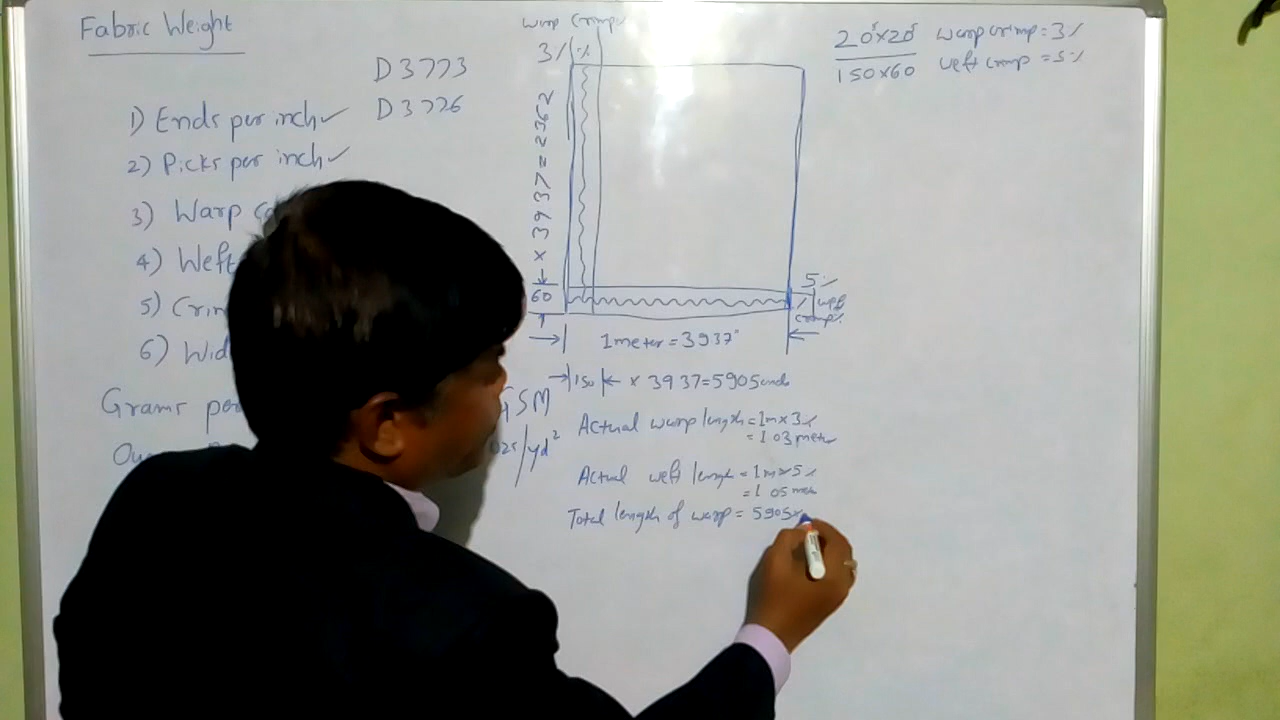 Fabric Weight
D3773
D3776
1) Ends per inch ✓
2) Picks per inch ✓
3) Warp
4) Weft
5) Crim
6) Wid
Grams per
GSM
ozs/yd²
Warp Crimp
3%
60
× 39 37 = 2362
5%
weft
crimp
1 meter = 39 37"
150 × 39 37 = 5905 ends
Actual warp length = 1m × 3%
= 1 03 meter
Actual weft length = 1m × 5%
= 1 05 mete
Total length of warp = 5905 ×
20ˢ × 20ˢ warp crimp = 3%
150 × 60 weft crimp = 5%